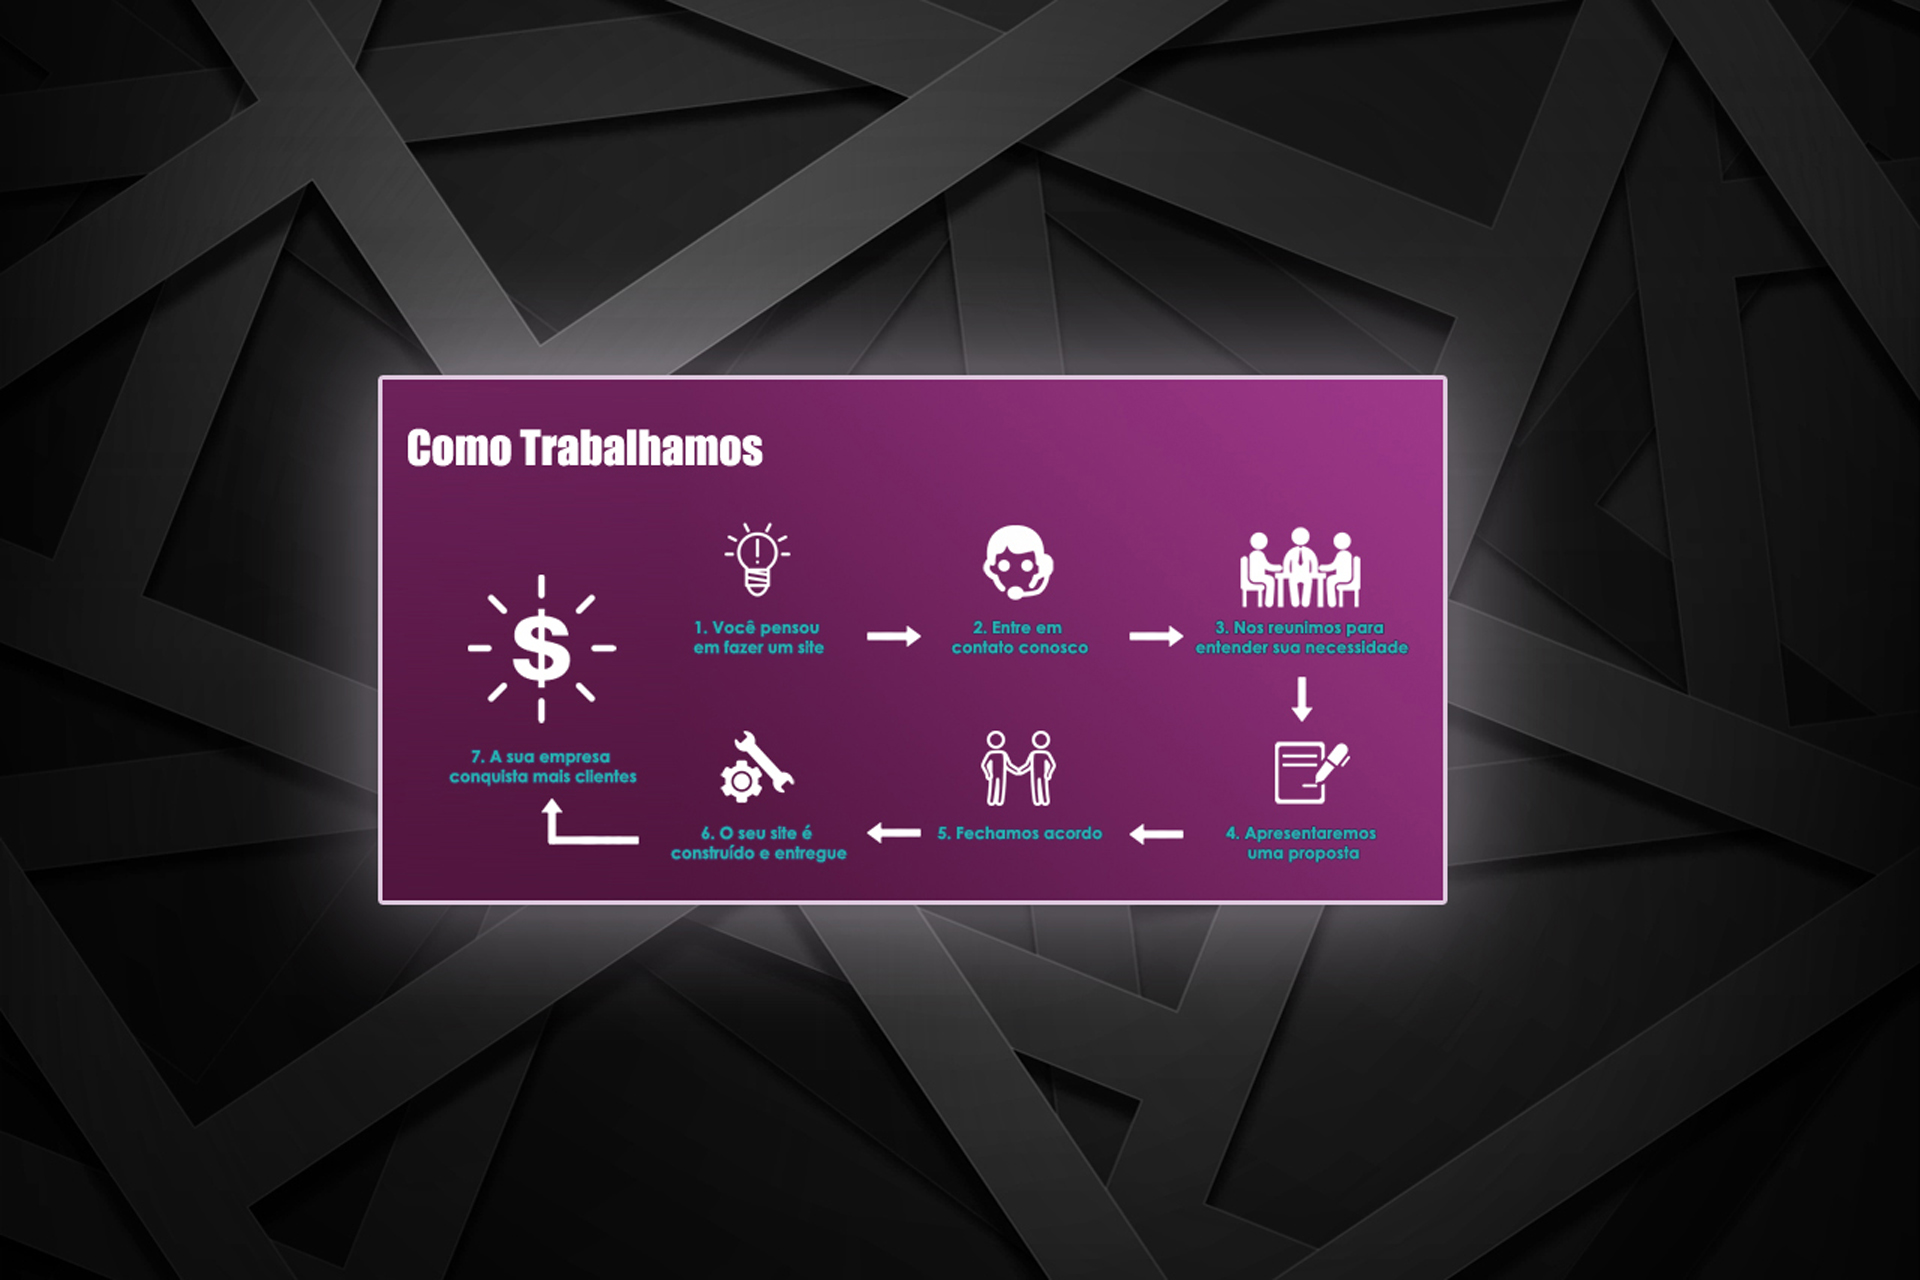 Como Trabalhamos
1. Você pensou
em fazer um site
2. Entre em
contato conosco
3. Nos reunimos para
entender sua necessidade
4. Apresentaremos
uma proposta
5. Fechamos acordo
6. O seu site é
construído e entregue
$
7. A sua empresa
conquista mais clientes